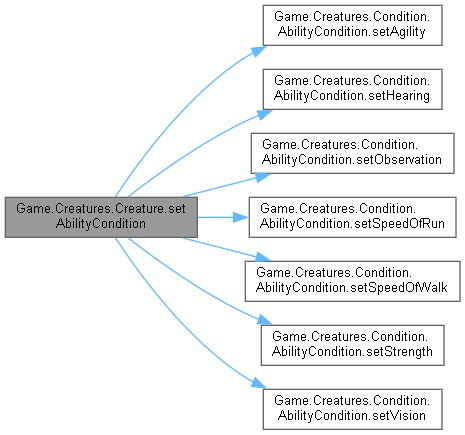 Game.Creatures.Creature.set
AbilityCondition
Game.Creatures.Condition.
AbilityCondition.setAgility
Game.Creatures.Condition.
AbilityCondition.setHearing
Game.Creatures.Condition.
AbilityCondition.setObservation
Game.Creatures.Condition.
AbilityCondition.setSpeedOfRun
Game.Creatures.Condition.
AbilityCondition.setSpeedOfWalk
Game.Creatures.Condition.
AbilityCondition.setStrength
Game.Creatures.Condition.
AbilityCondition.setVision